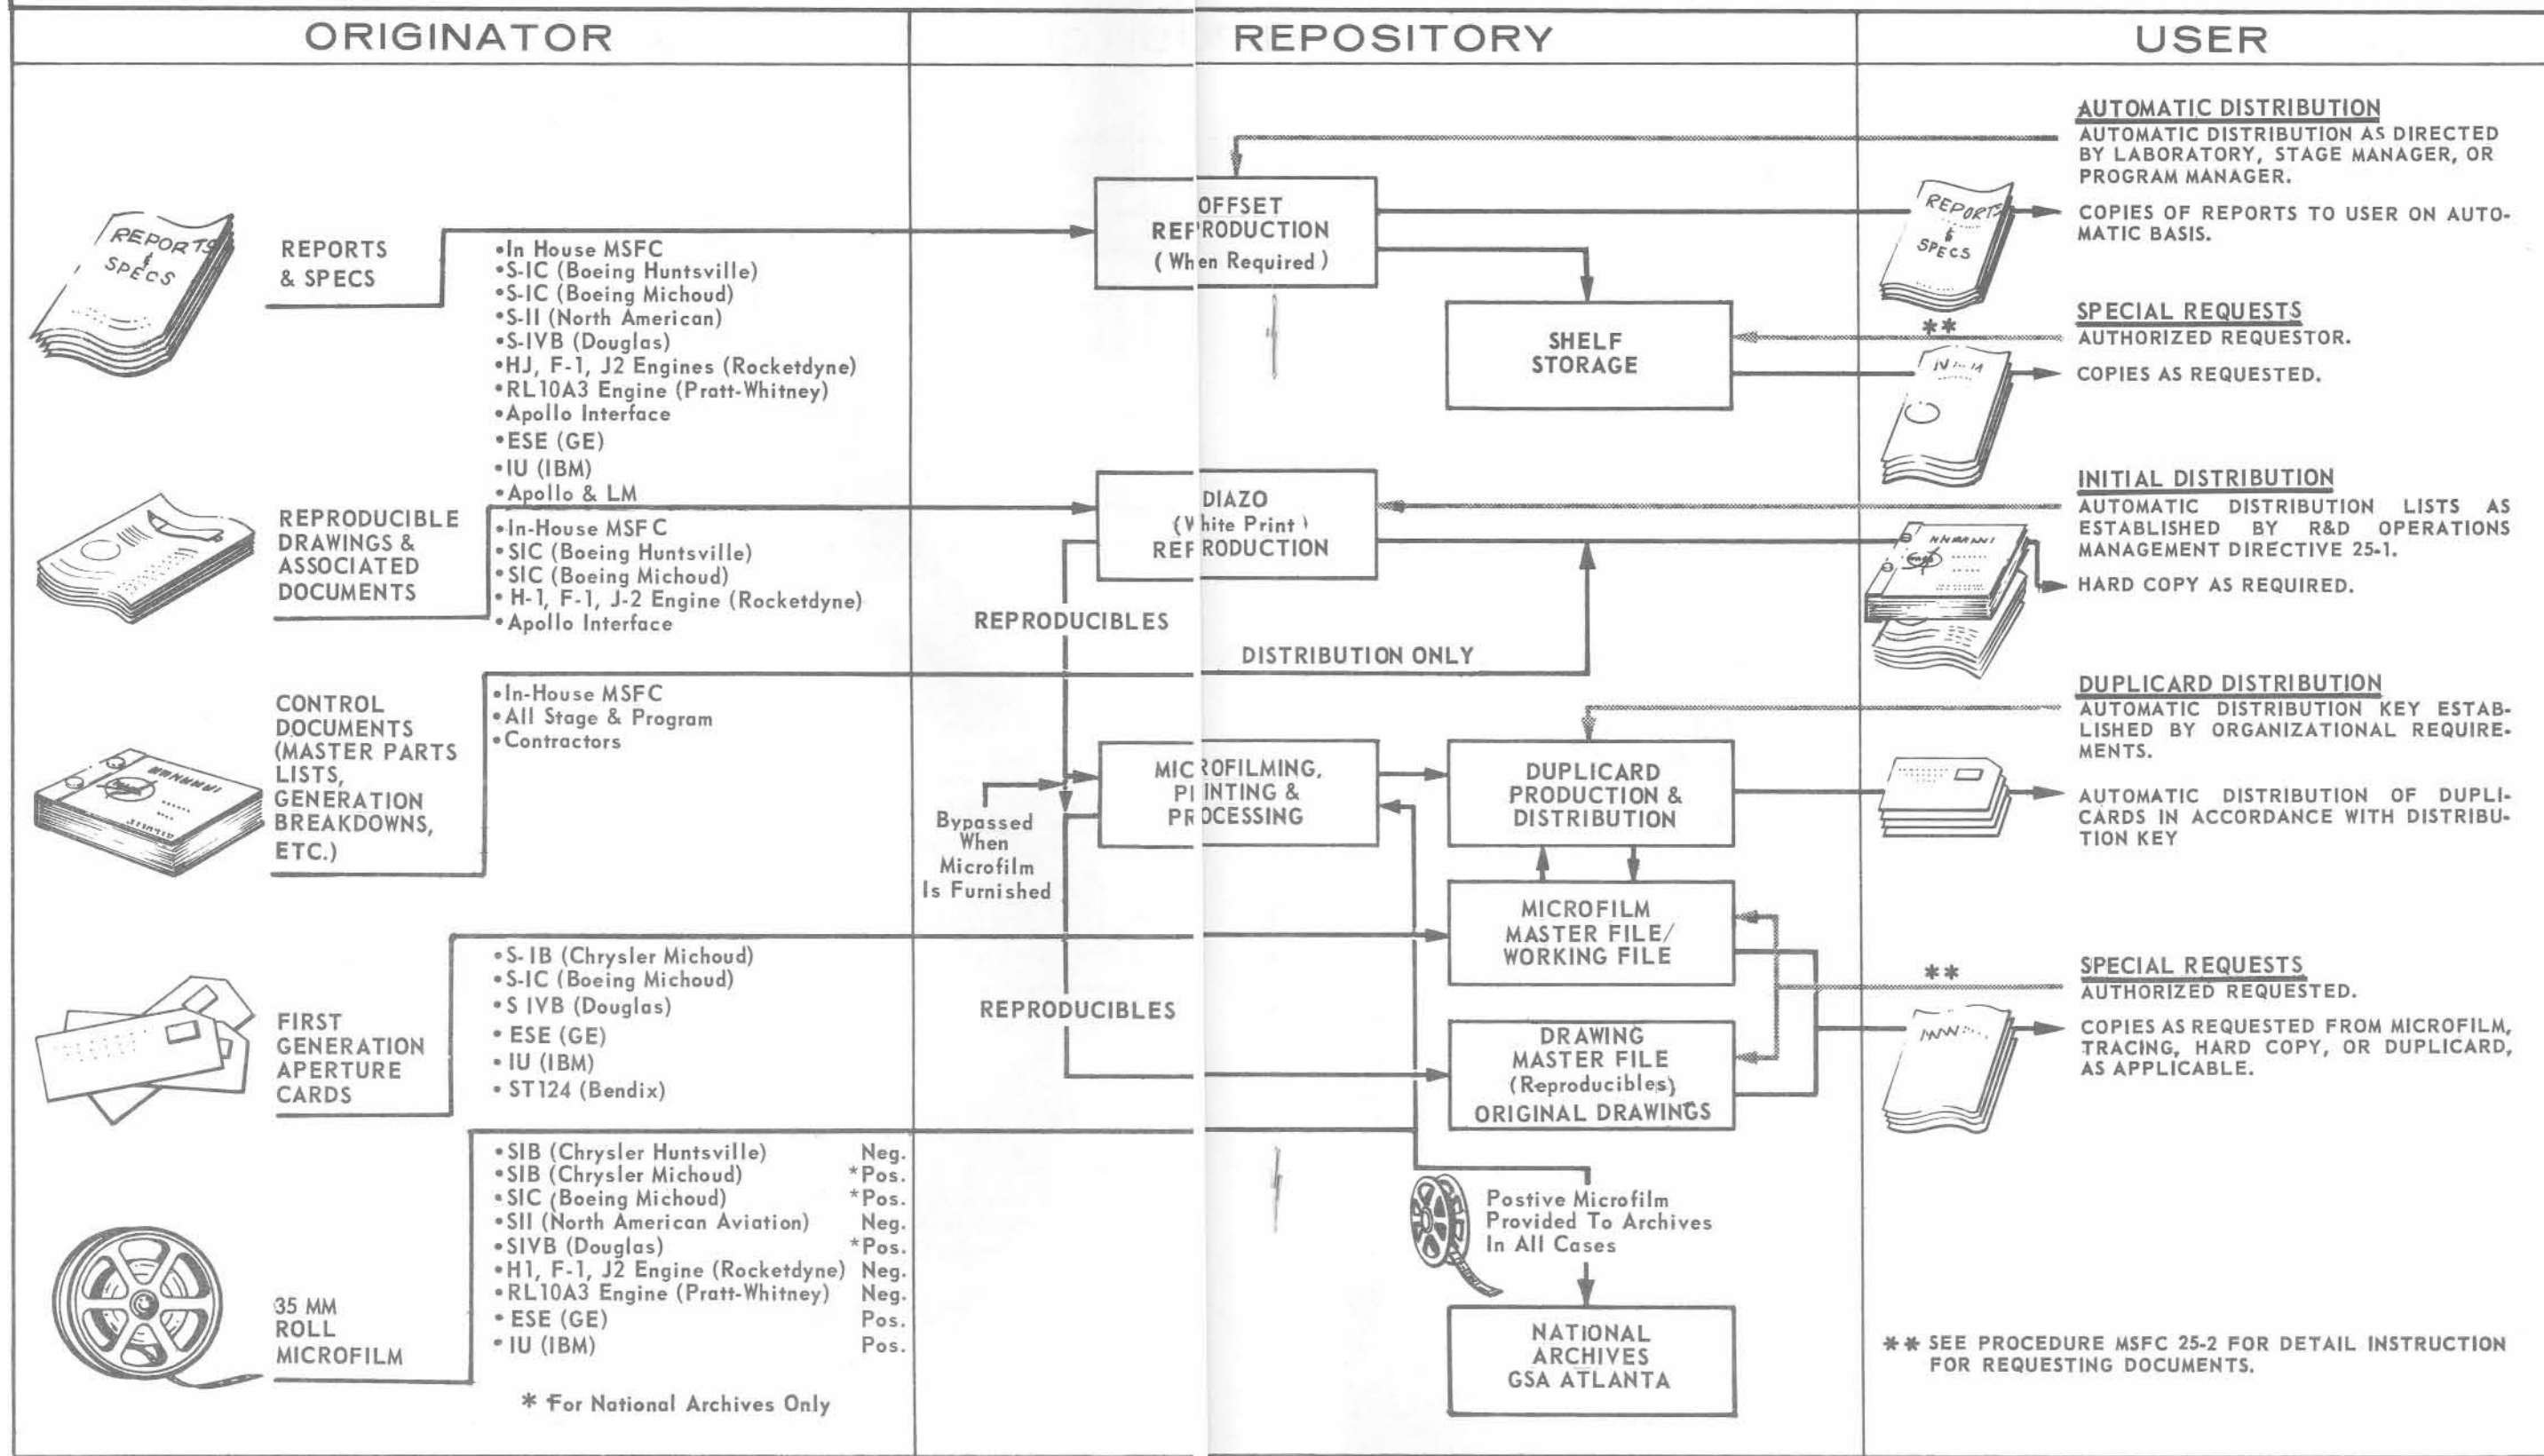 ORIGINATOR
REPOSITORY
USER
REPORTS
&
SPECS
REPORTS
& SPECS
•In House MSFC
•S-IC (Boeing Huntsville)
•S-IC (Boeing Michoud)
•S-II (North American)
•S-IVB (Douglas)
•HJ, F-1, J2 Engines (Rocketdyne)
•RL10A3 Engine (Pratt-Whitney)
•Apollo Interface
•ESE (GE)
•IU (IBM)
•Apollo & LM
REPRODUCIBLE
DRAWINGS &
ASSOCIATED
DOCUMENTS
•In-House MSFC
•SIC (Boeing Huntsville)
•SIC (Boeing Michoud)
•H-1, F-1, J-2 Engine (Rocketdyne)
•Apollo Interface
CONTROL
DOCUMENTS
(MASTER PARTS
LISTS,
GENERATION
BREAKDOWNS,
ETC.)
•In-House MSFC
•All Stage & Program
•Contractors
FIRST
GENERATION
APERTURE
CARDS
•S-IB (Chrysler Michoud)
•S-IC (Boeing Michoud)
•S IVB (Douglas)
•ESE (GE)
•IU (IBM)
•ST124 (Bendix)
35 MM
ROLL
MICROFILM
•SIB (Chrysler Huntsville) Neg.
•SIB (Chrysler Michoud) *Pos.
•SIC (Boeing Michoud) *Pos.
•SII (North American Aviation) Neg.
•SIVB (Douglas) *Pos.
•H1, F-1, J2 Engine (Rocketdyne) Neg.
•RL10A3 Engine (Pratt-Whitney) Neg.
•ESE (GE) Pos.
•IU (IBM) Pos.
* For National Archives Only
OFFSET
REPRODUCTION
(When Required)
SHELF
STORAGE
DIAZO
(White Print)
REPRODUCTION
REPRODUCIBLES
DISTRIBUTION ONLY
MICROFILMING,
PRINTING &
PROCESSING
Bypassed
When
Microfilm
Is Furnished
DUPLICARD
PRODUCTION &
DISTRIBUTION
MICROFILM
MASTER FILE/
WORKING FILE
REPRODUCIBLES
DRAWING
MASTER FILE
(Reproducibles)
ORIGINAL DRAWINGS
Postive Microfilm
Provided To Archives
In All Cases
NATIONAL
ARCHIVES
GSA ATLANTA
AUTOMATIC DISTRIBUTION
AUTOMATIC DISTRIBUTION AS DIRECTED
BY LABORATORY, STAGE MANAGER, OR
PROGRAM MANAGER.
REPORTS
&
SPECS
COPIES OF REPORTS TO USER ON AUTO-
MATIC BASIS.
SPECIAL REQUESTS
**
AUTHORIZED REQUESTOR.
COPIES AS REQUESTED.
INITIAL DISTRIBUTION
AUTOMATIC DISTRIBUTION LISTS AS
ESTABLISHED BY R&D OPERATIONS
MANAGEMENT DIRECTIVE 25-1.
HARD COPY AS REQUIRED.
DUPLICARD DISTRIBUTION
AUTOMATIC DISTRIBUTION KEY ESTAB-
LISHED BY ORGANIZATIONAL REQUIRE-
MENTS.
AUTOMATIC DISTRIBUTION OF DUPLI-
CARDS IN ACCORDANCE WITH DISTRIBU-
TION KEY
SPECIAL REQUESTS
**
AUTHORIZED REQUESTED.
COPIES AS REQUESTED FROM MICROFILM,
TRACING, HARD COPY, OR DUPLICARD,
AS APPLICABLE.
** SEE PROCEDURE MSFC 25-2 FOR DETAIL INSTRUCTION
FOR REQUESTING DOCUMENTS.